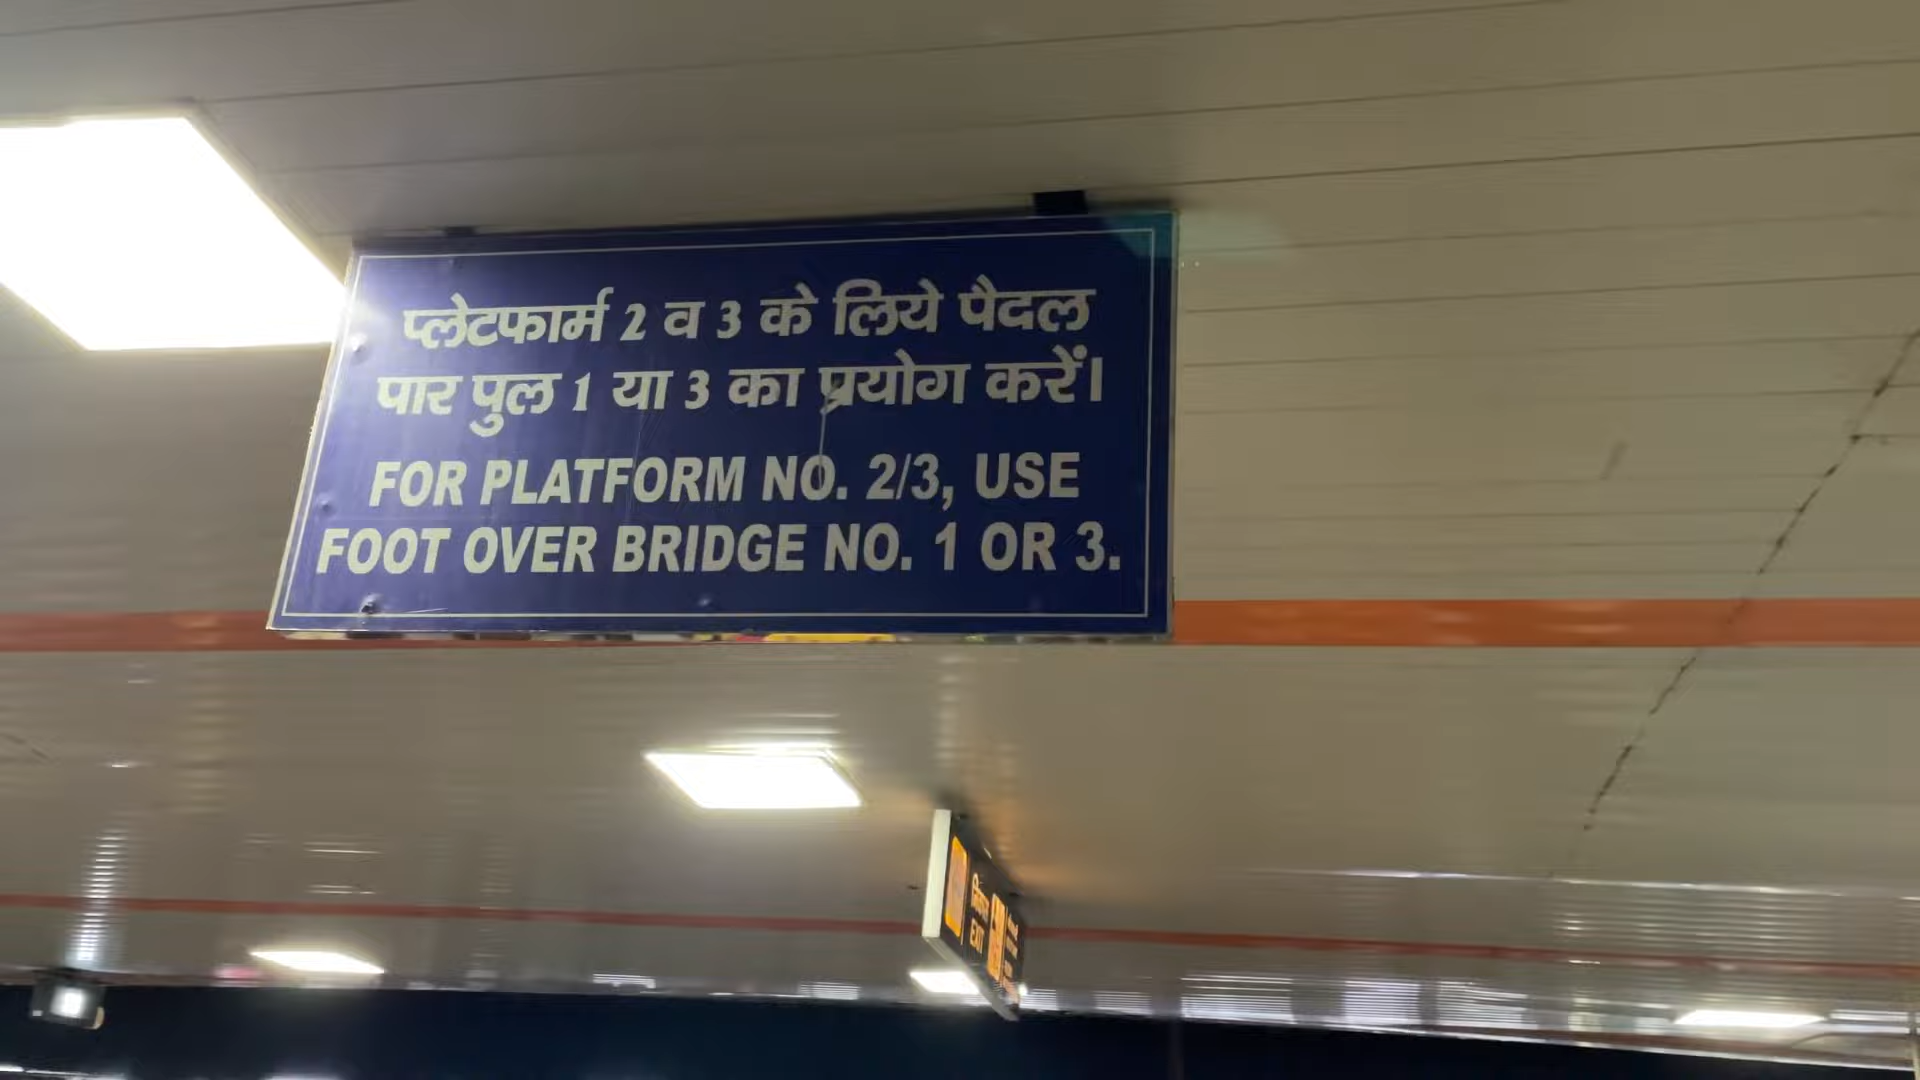 प्लेटफार्म 2 व 3 के लिये पैदल
पार पुल 1 या 3 का प्रयोग करें।
FOR PLATFORM NO. 2/3, USE
FOOT OVER BRIDGE NO. 1 OR 3.
EXIT